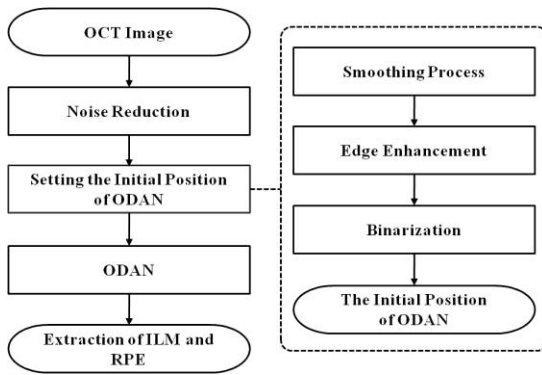 OCT Image
Noise Reduction
Setting the Initial Position
of ODAN
ODAN
Extraction of ILM and
RPE
Smoothing Process
Edge Enhancement
Binarization
The Initial Position
of ODAN